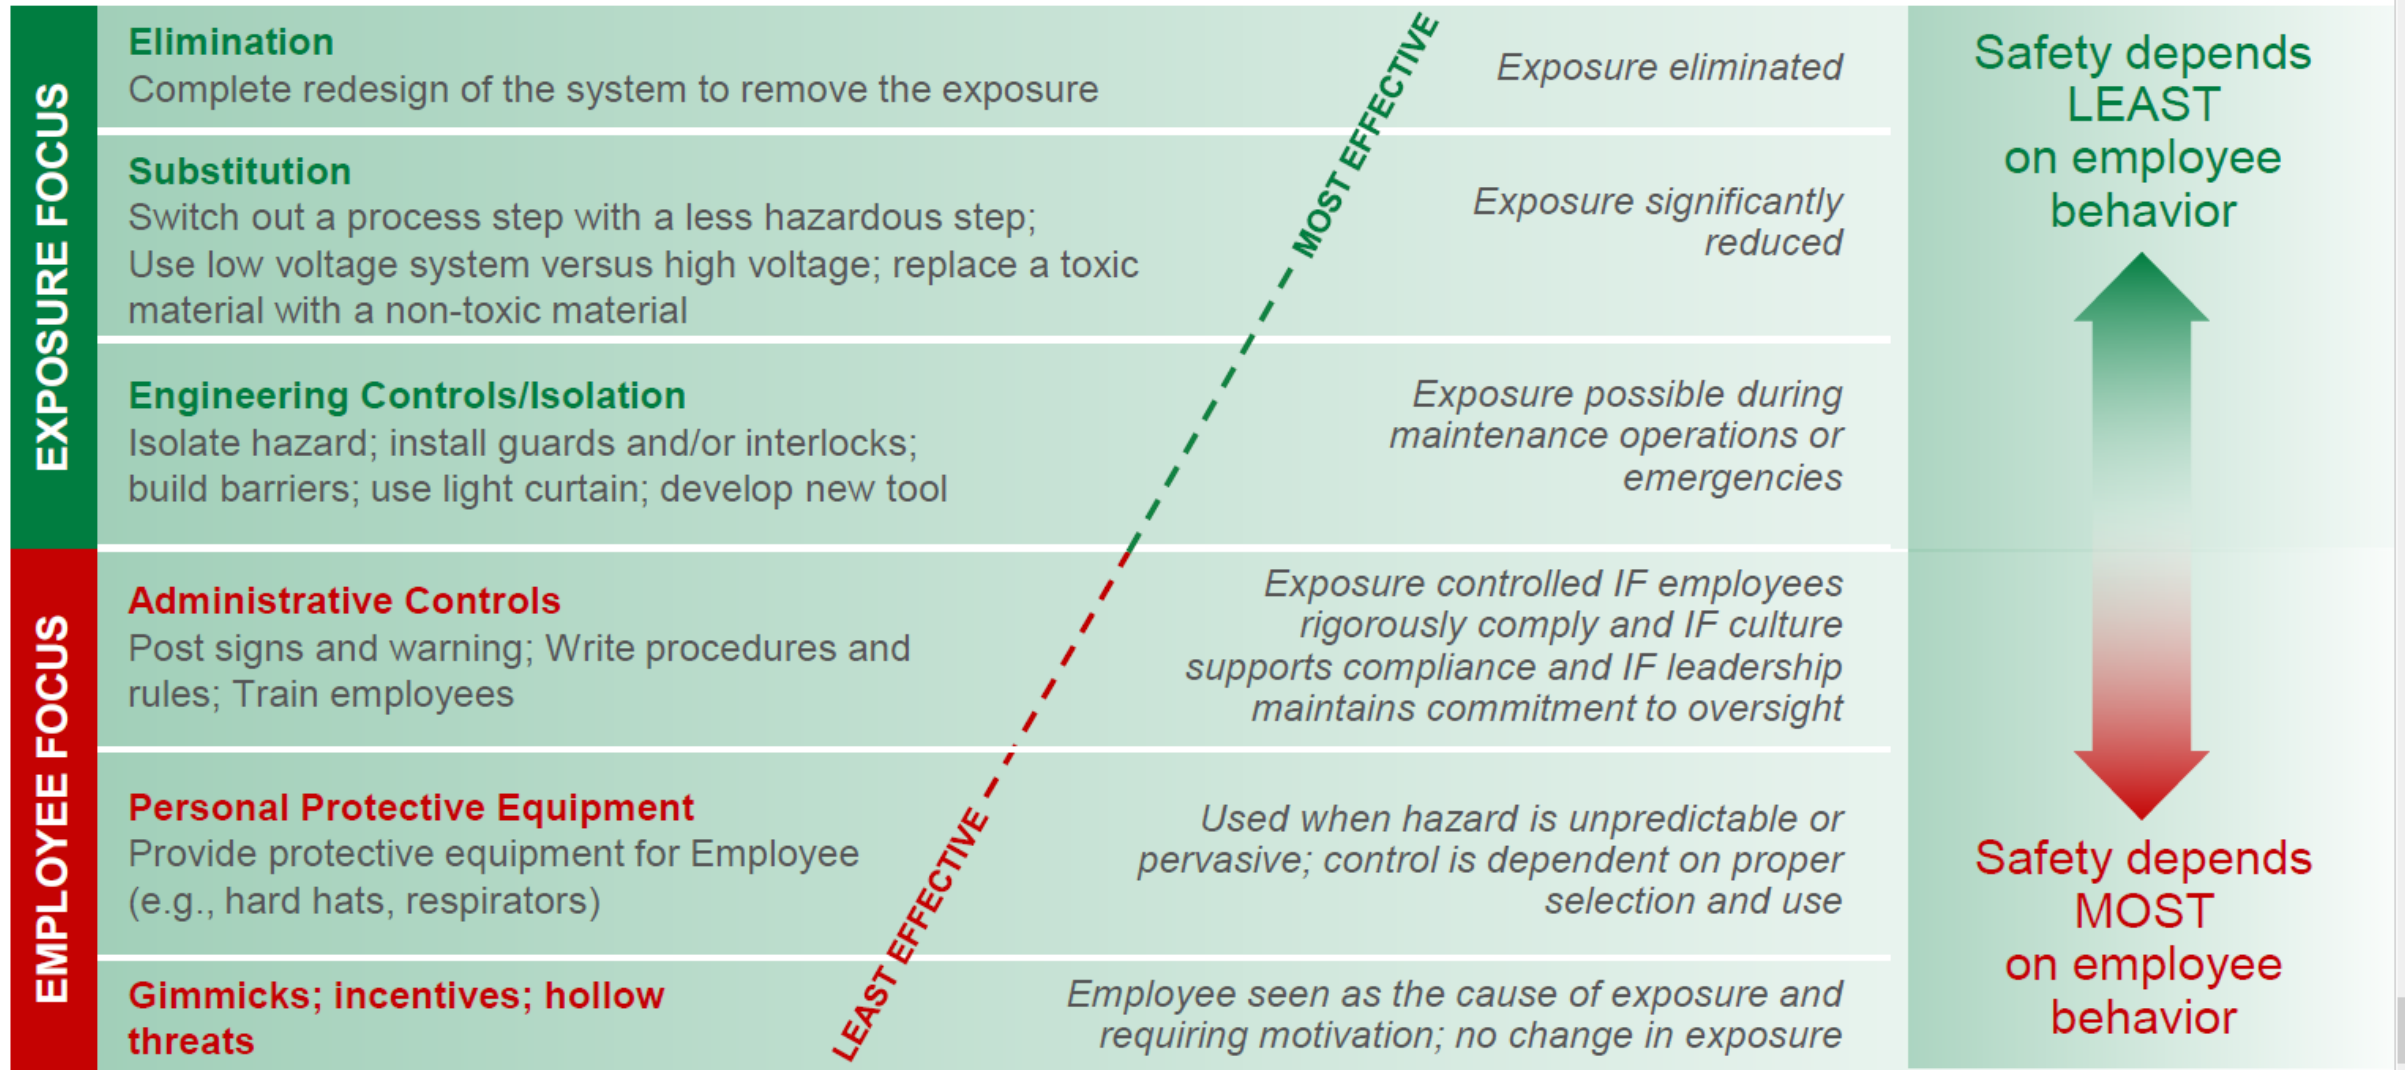 EXPOSURE FOCUS
Elimination
Complete redesign of the system to remove the exposure
Exposure eliminated
Substitution
Switch out a process step with a less hazardous step;
Use low voltage system versus high voltage; replace a toxic
material with a non-toxic material
Exposure significantly
reduced
Engineering Controls/Isolation
Isolate hazard; install guards and/or interlocks;
build barriers; use light curtain; develop new tool
Exposure possible during
maintenance operations or
emergencies
EMPLOYEE FOCUS
Administrative Controls
Post signs and warning; Write procedures and
rules; Train employees
Exposure controlled IF employees
rigorously comply and IF culture
supports compliance and IF leadership
maintains commitment to oversight
Personal Protective Equipment
Provide protective equipment for Employee
(e.g., hard hats, respirators)
Used when hazard is unpredictable or
pervasive; control is dependent on proper
selection and use
Gimmicks; incentives; hollow
threats
Employee seen as the cause of exposure and
requiring motivation; no change in exposure
MOST EFFECTIVE
LEAST EFFECTIVE
Safety depends
LEAST
on employee
behavior
Safety depends
MOST
on employee
behavior